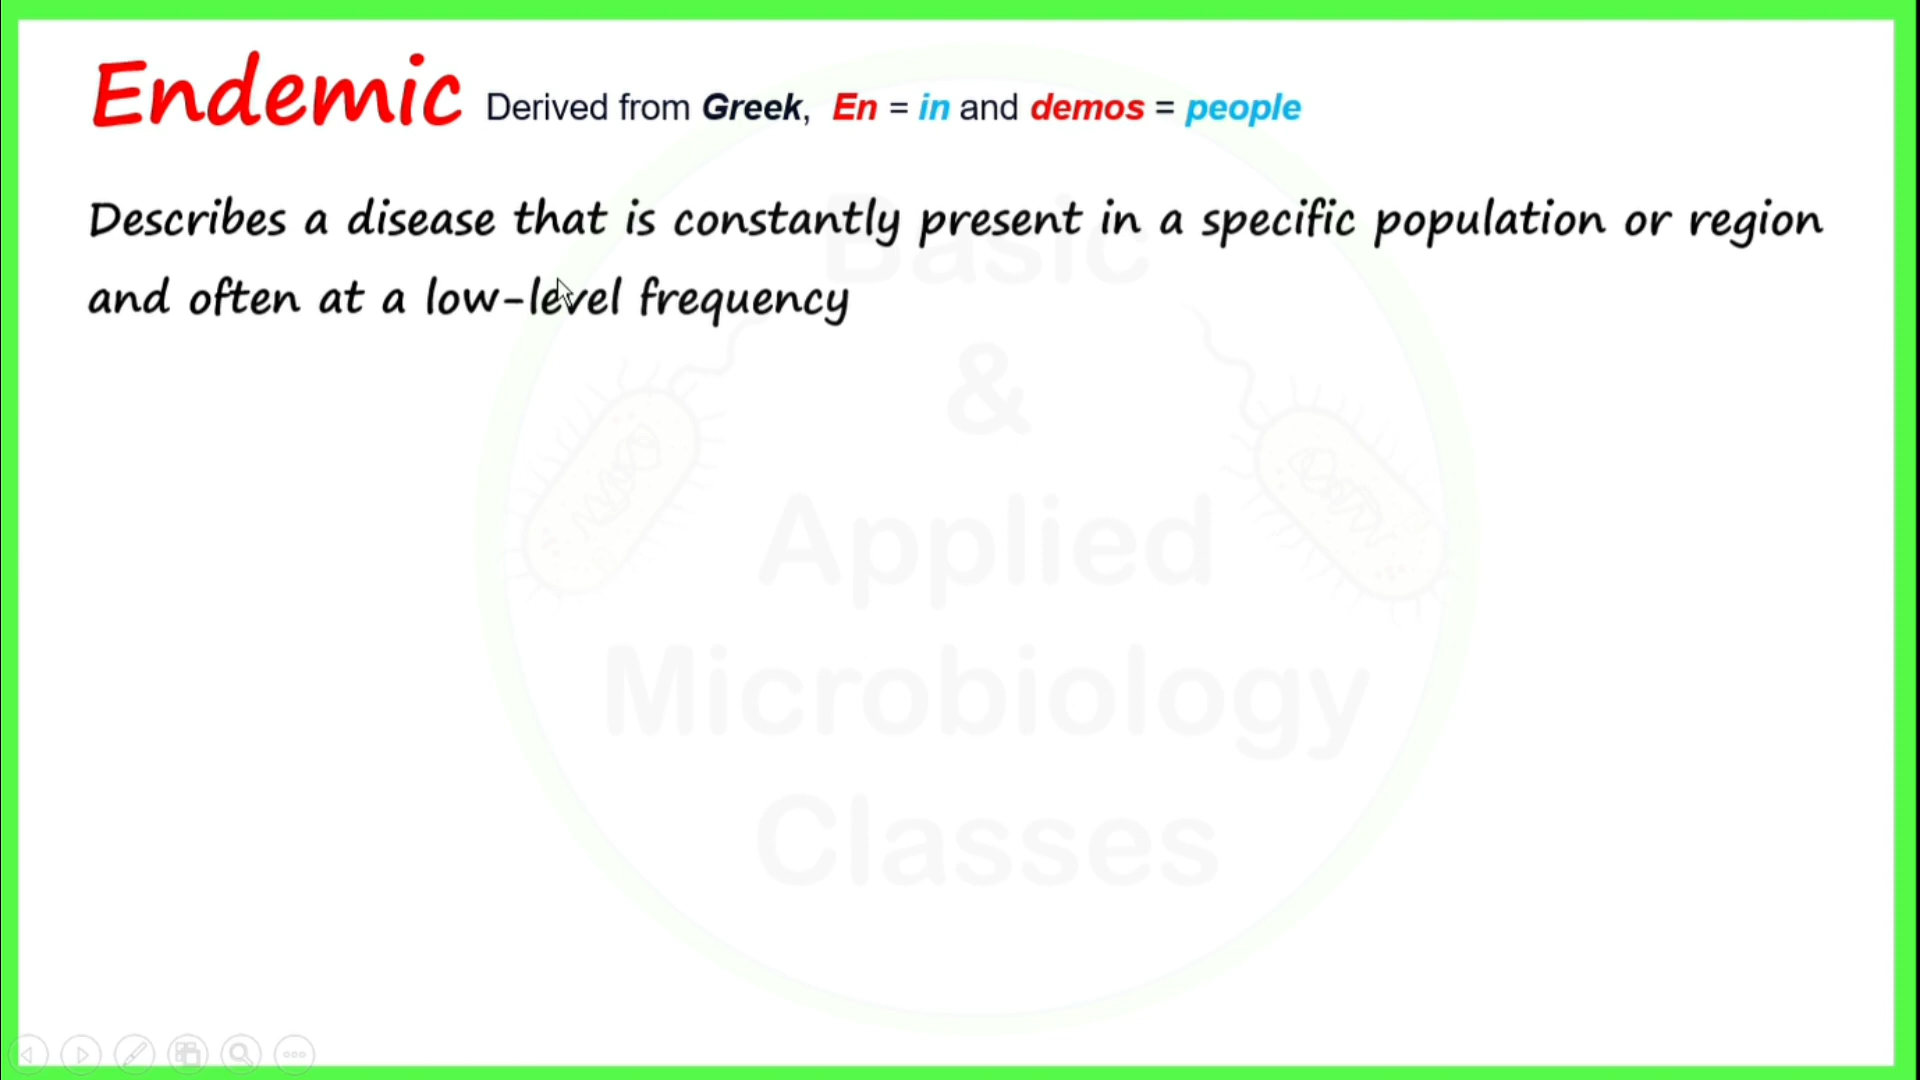 Endemic Derived from Greek, En = in and demos = people
Describes a disease that is constantly present in a specific population or region
and often at a low-level frequency
Basic
&
Applied
Microbiology
Classes